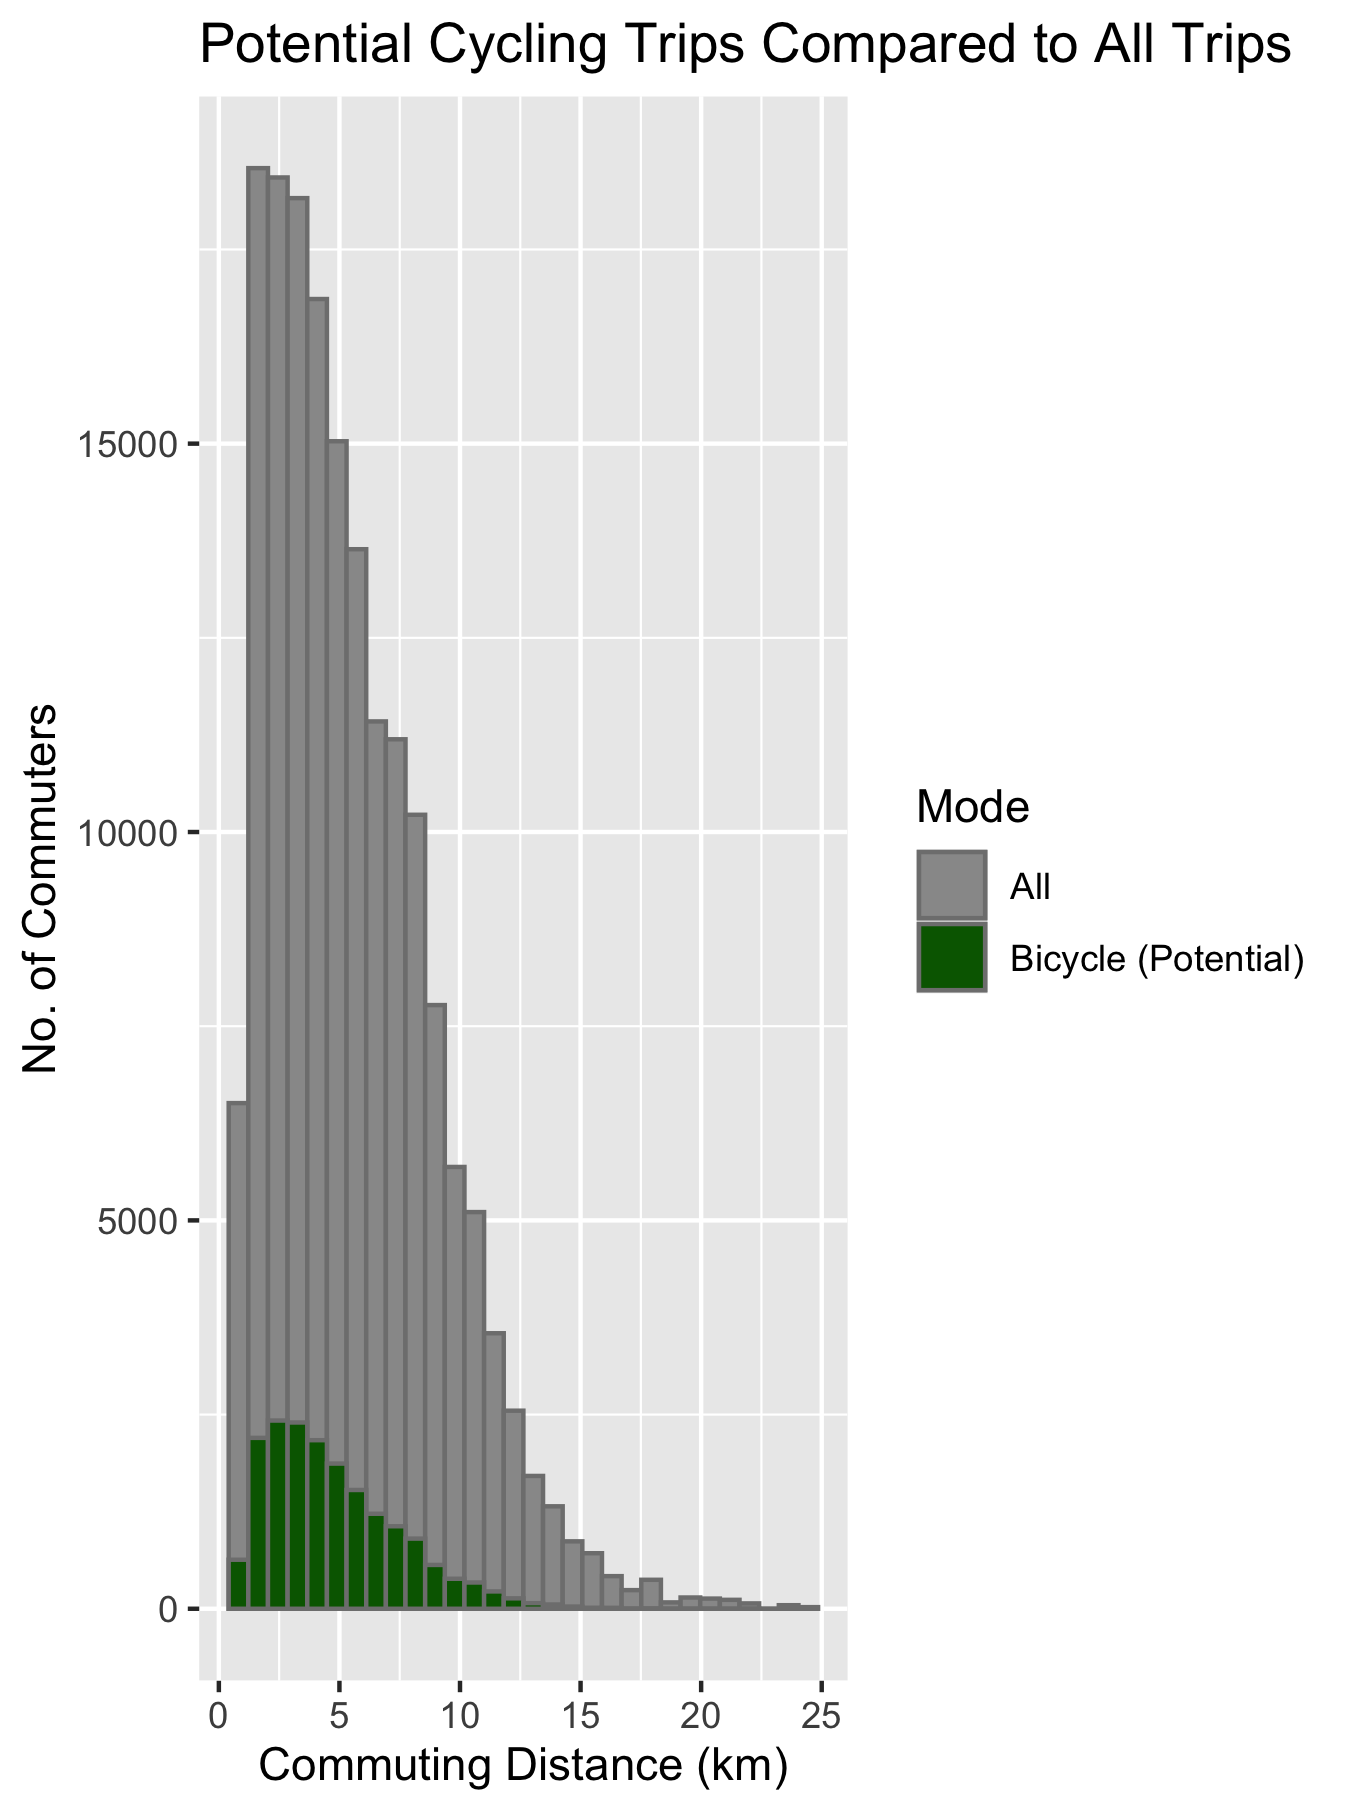 Potential Cycling Trips Compared to All Trips
No. of Commuters
15000
10000
5000
0
0 5 10 15 20 25
Commuting Distance (km)
Mode
All
Bicycle (Potential)